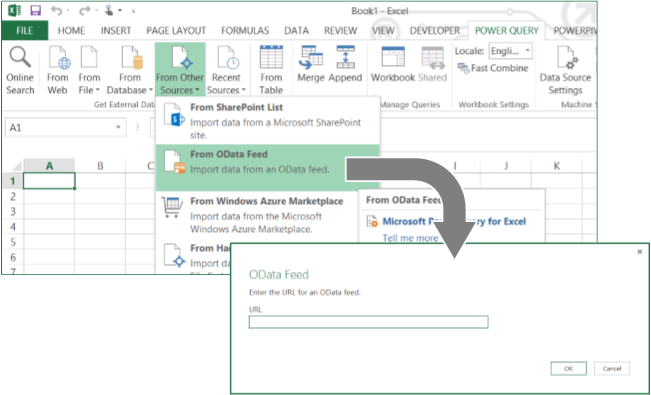 Book1 - Excel
FILE HOME INSERT PAGE LAYOUT FORMULAS DATA REVIEW VIEW DEVELOPER POWER QUERY POWERPIV
Online Search
From Web
From File
From Database
From Other Sources
Recent Sources
From Table
Merge Append
Workbook Shared
Locale: Engli...
Fast Combine
Data Source Settings
Get External Dat
Manage Queries
Workbook Settings
Machine S
A1
From SharePoint List
Import data from a Microsoft SharePoint
site.
From OData Feed
Import data from an OData feed.
From Windows Azure Marketplace
Import data from the Microsoft
Windows Azure Marketplace.
From Ha
Import da
From OData Feed
Microsoft Po ery for Excel
Tell me more
A B C I J K
1
2
3
4
5
6
7
OData Feed
Enter the URL for an OData feed.
URL
OK Cancel